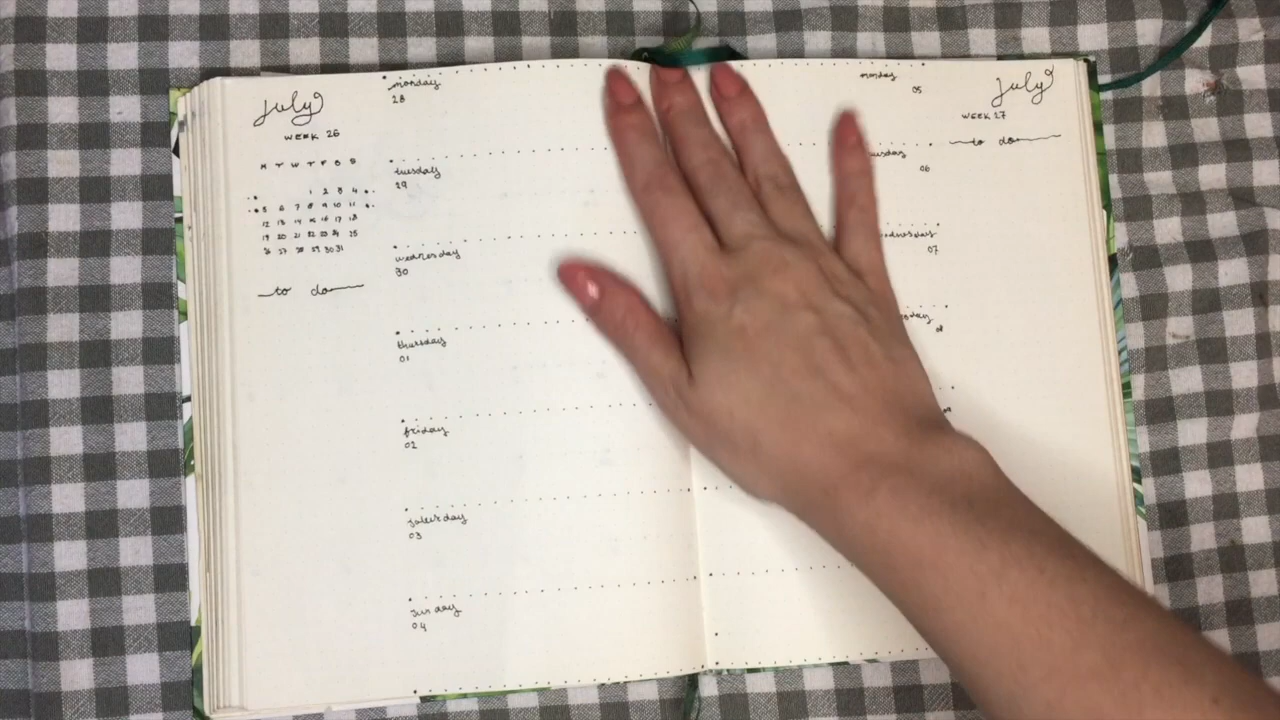 July
WEEK 26
M T W T F S S
1 2 3 4
5 6 7 8 9 10 11
12 13 14 15 16 17 18
19 20 21 22 23 24 25
26 27 28 29 30 31
to do
monday
28
tuesday
29
wednesday
30
thursday
01
friday
02
saturday
03
sunday
04
monday
05
06
07
July
WEEK 27
to do